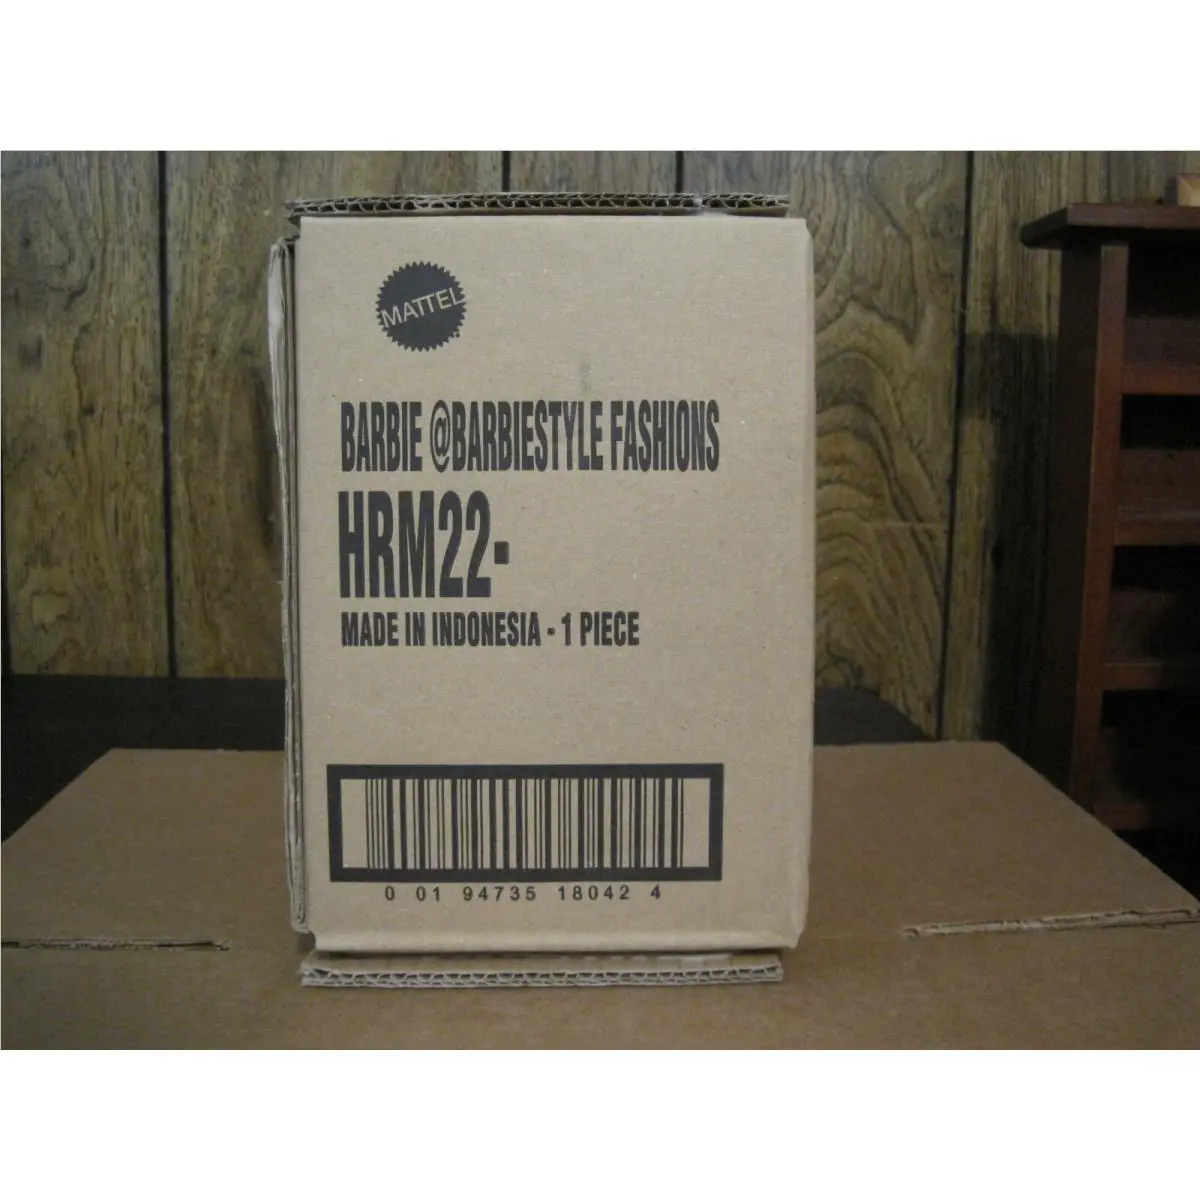 MATTEL
BARBIE @BARBIESTYLE FASHIONS
HRM22-
MADE IN INDONESIA - 1 PIECE
0 01 94735 18042 4